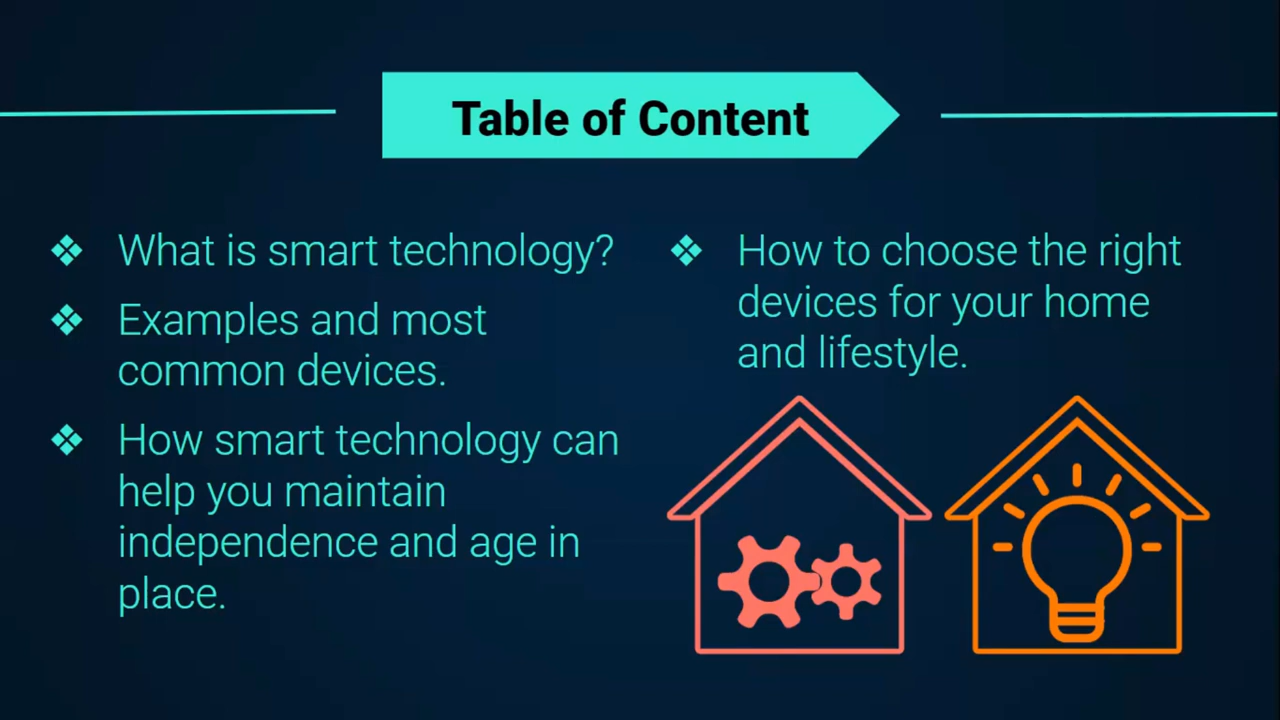 Table of Content
What is smart technology?
Examples and most
common devices.
How smart technology can
help you maintain
independence and age in
place.
How to choose the right
devices for your home
and lifestyle.